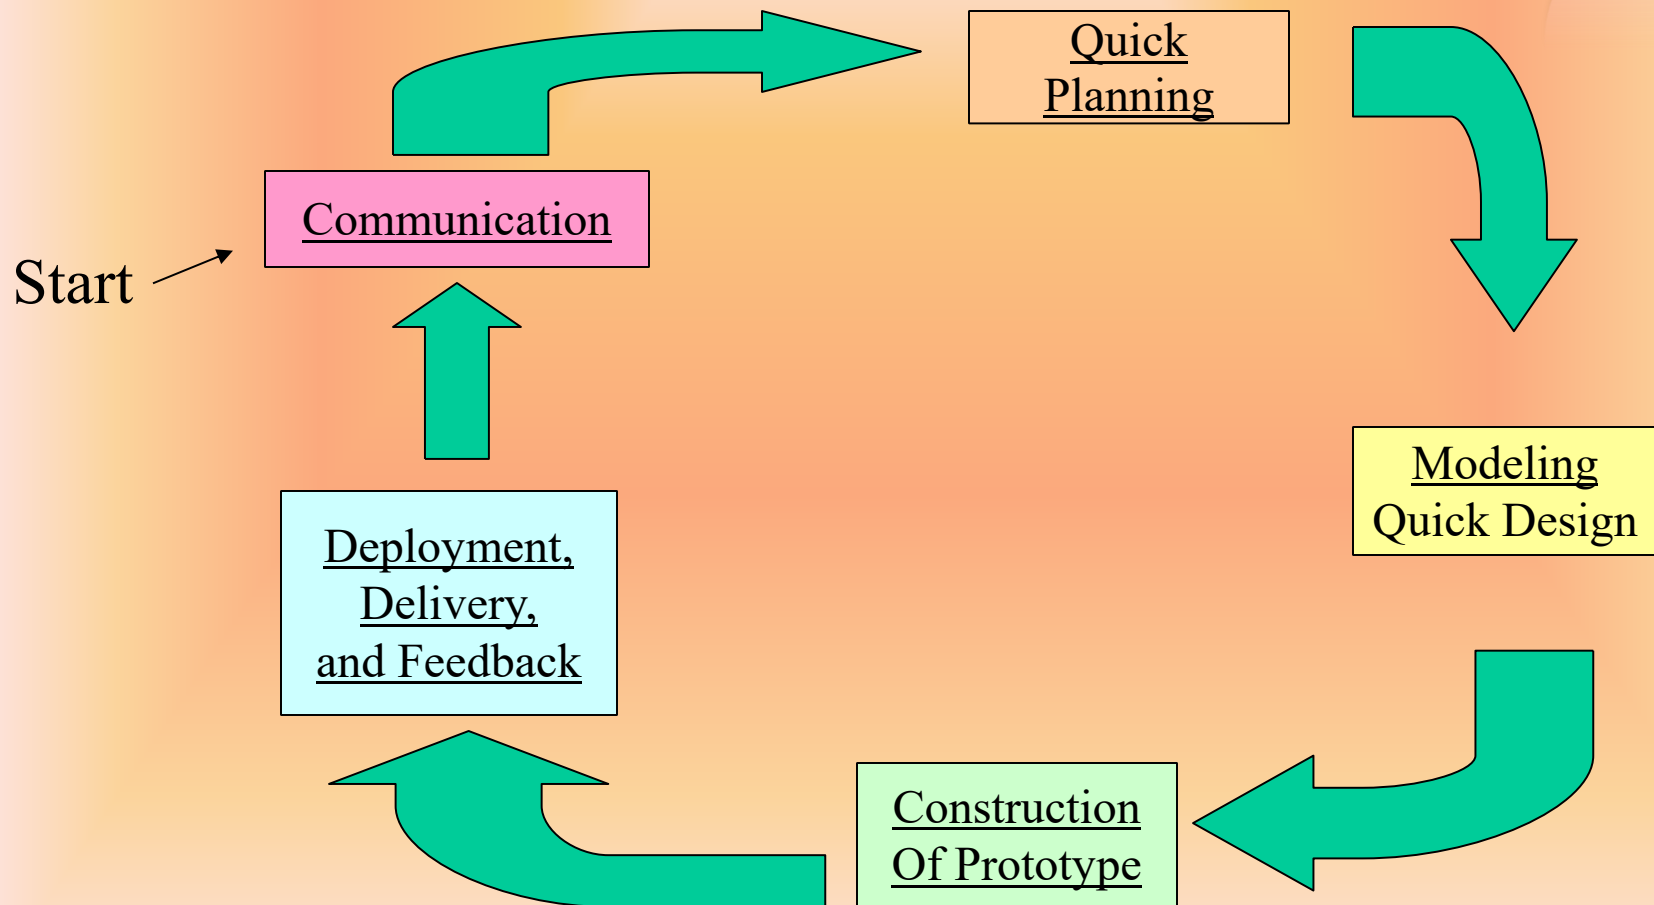 Quick
Planning
Communication
Start
Modeling
Quick Design
Deployment,
Delivery,
and Feedback
Construction
Of Prototype